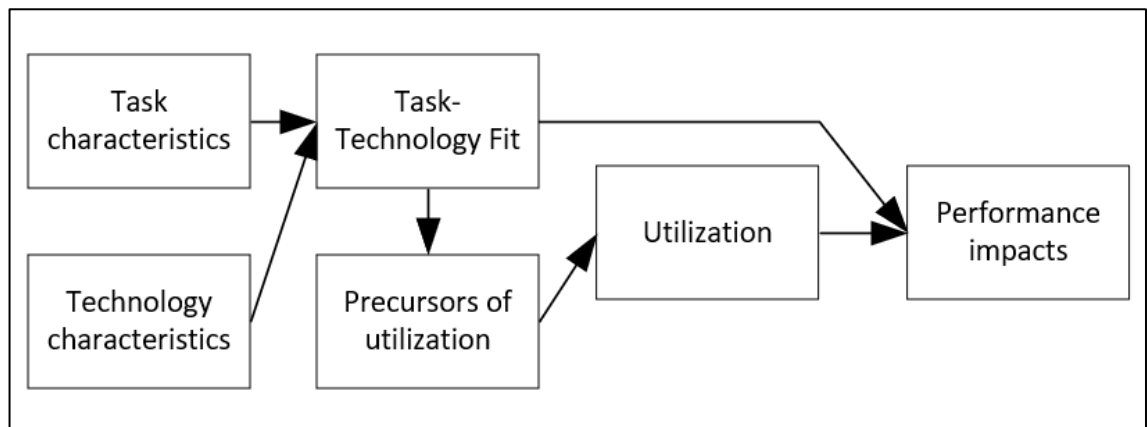 Task
characteristics
Task-
Technology Fit
Utilization
Performance
impacts
Technology
characteristics
Precursors of
utilization